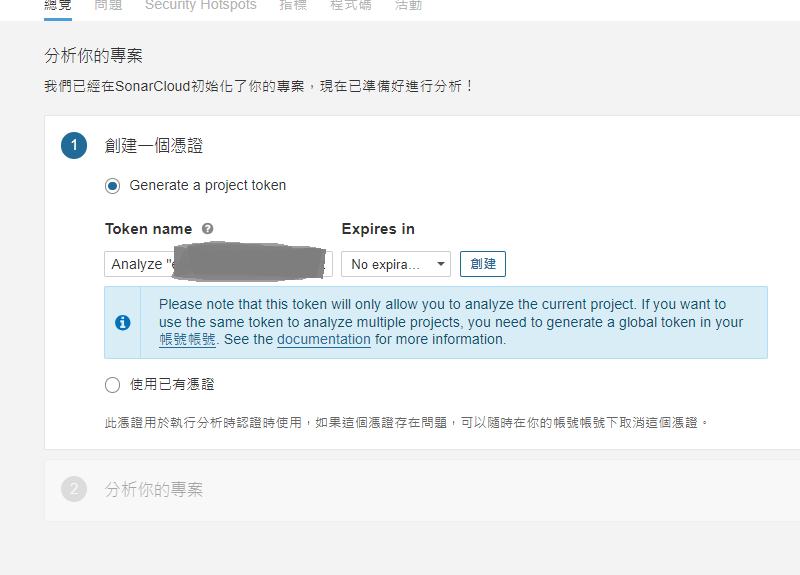 總覽 問題 Security Hotspots 指標 程式碼 活動
分析你的專案
我們已經在SonarCloud初始化了你的專案，現在已準備好進行分析！
1 創建一個憑證
Generate a project token
Token name ? Expires in
Analyze " No expira... 創建
Please note that this token will only allow you to analyze the current project. If you want to
use the same token to analyze multiple projects, you need to generate a global token in your
帳號帳號. See the documentation for more information.
使用已有憑證
此憑證用於執行分析時認證時使用，如果這個憑證存在問題，可以隨時在你的帳號帳號下取消這個憑證。
2 分析你的專案